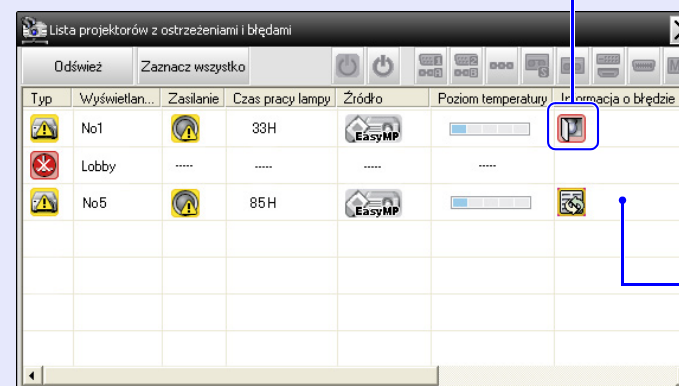 Lista projektorów z ostrzeżeniami i błędami
Odśwież Zaznacz wszystko
Typ Wyświetlan... Zasilanie Czas pracy lampy Źródło Poziom temperatury Informacja o błędzie
No1 33H EasyMP
Lobby ----- ----- ----- -----
No5 85H EasyMP